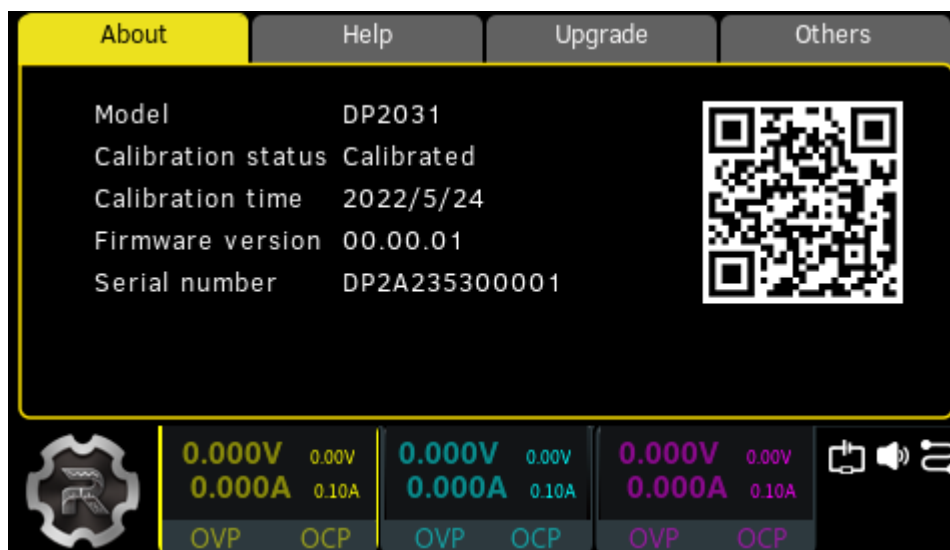 About Help Upgrade Others
Model DP2031
Calibration status Calibrated
Calibration time 2022/5/24
Firmware version 00.00.01
Serial number DP2A235300001
0.000V 0.00V 0.000V 0.00V 0.000V 0.00V
0.000A 0.10A 0.000A 0.10A 0.000A 0.10A
OVP OCP OVP OCP OVP OCP